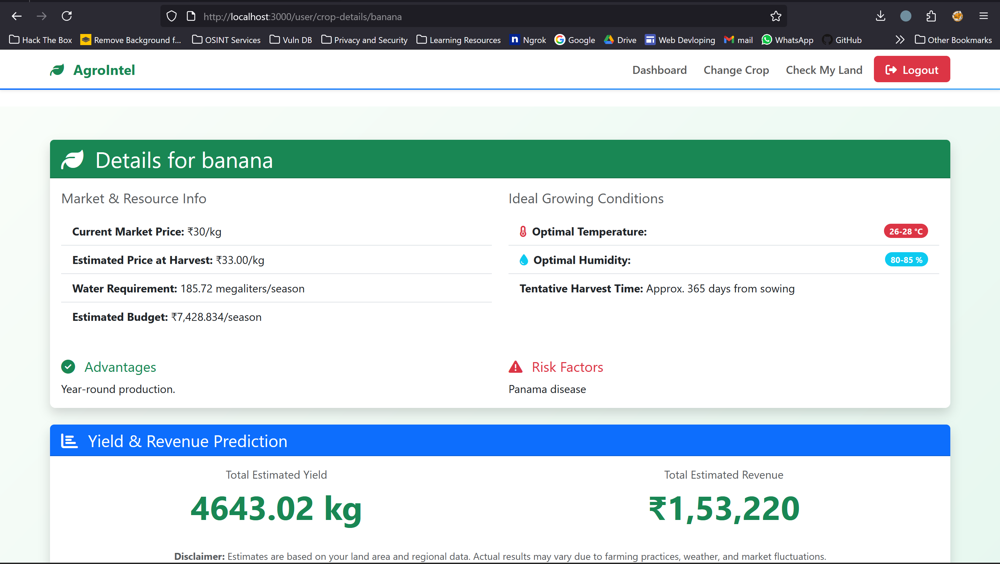 http://localhost:3000/user/crop-details/banana
Hack The Box Remove Background f... OSINT Services Vuln DB Privacy and Security Learning Resources Ngrok Google Drive Web Devloping mail WhatsApp GitHub Other Bookmarks
AgroIntel Dashboard Change Crop Check My Land Logout
Details for banana
Market & Resource Info
Current Market Price: ₹30/kg
Estimated Price at Harvest: ₹33.00/kg
Water Requirement: 185.72 megaliters/season
Estimated Budget: ₹7,428.834/season
Ideal Growing Conditions
Optimal Temperature: 26-28 °C
Optimal Humidity: 80-85 %
Tentative Harvest Time: Approx. 365 days from sowing
Advantages
Year-round production.
Risk Factors
Panama disease
Yield & Revenue Prediction
Total Estimated Yield
4643.02 kg
Total Estimated Revenue
₹1,53,220
Disclaimer: Estimates are based on your land area and regional data. Actual results may vary due to farming practices, weather, and market fluctuations.